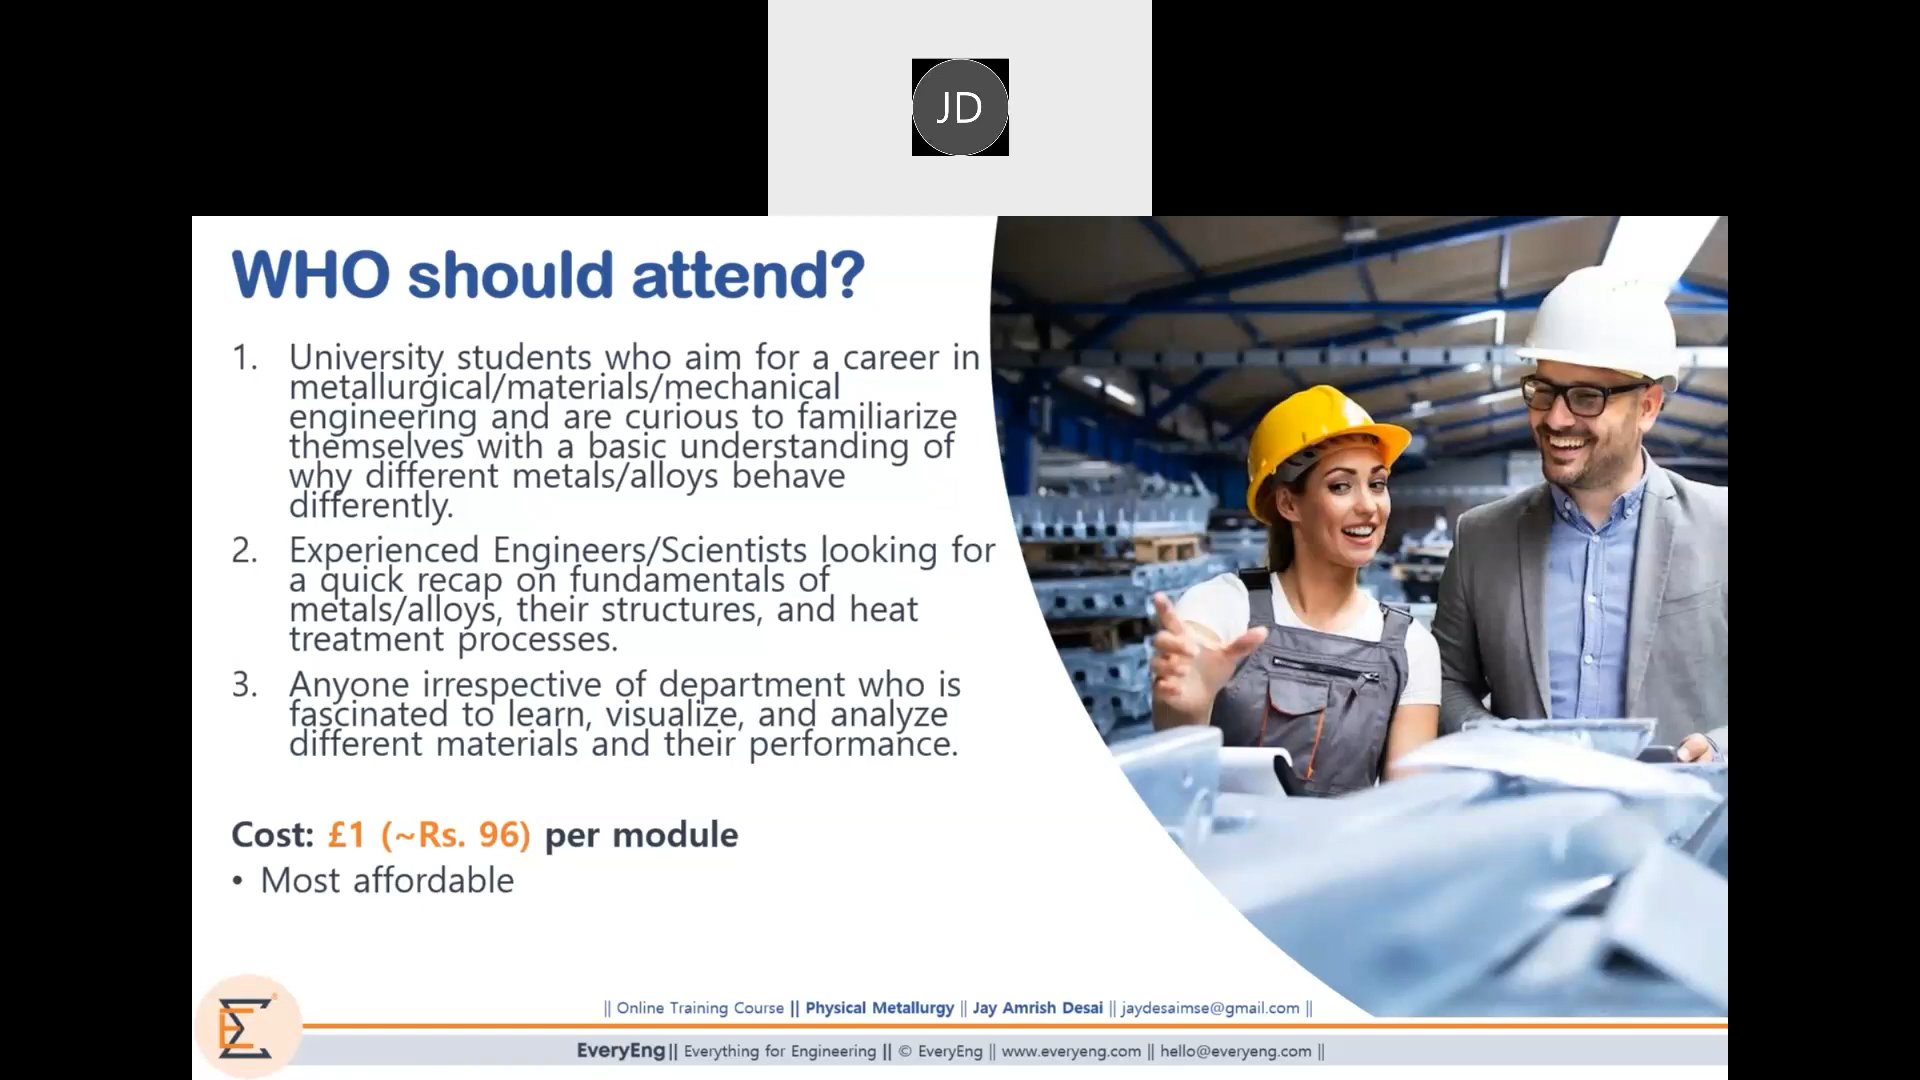 JD
WHO should attend?
1. University students who aim for a career in
metallurgical/materials/mechanical
engineering and are curious to familiarize
themselves with a basic understanding of
why different metals/alloys behave
differently.
2. Experienced Engineers/Scientists looking for
a quick recap on fundamentals of
metals/alloys, their structures, and heat
treatment processes.
3. Anyone irrespective of department who is
fascinated to learn, visualize, and analyze
different materials and their performance.
Cost: £1 (~Rs. 96) per module
• Most affordable
|| Online Training Course || Physical Metallurgy || Jay Amrish Desai || jaydesaimse@gmail.com ||
EveryEng || Everything for Engineering || © EveryEng || www.everyeng.com || hello@everyeng.com ||